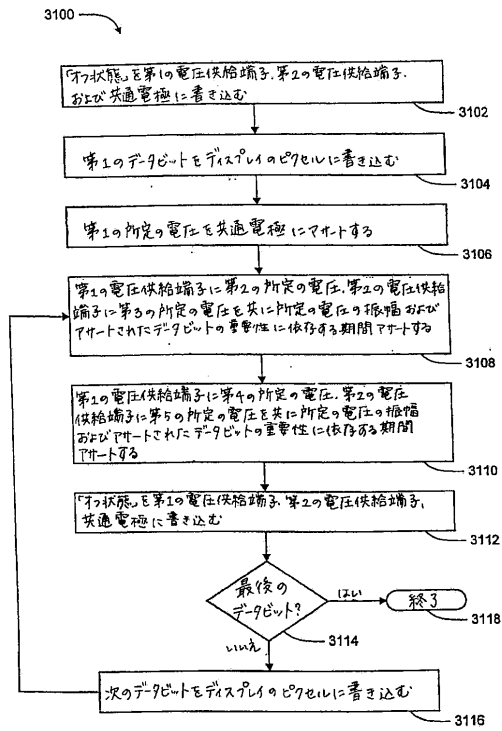 3100
「オフ状態」を第1の電圧供給端子、第2の電圧供給端子、
および共通電極に書き込む
3102
第1のデータビットをディスプレイのピクセルに書き込む
3104
第1の所定の電圧を共通電極にアサートする
3106
第1の電圧供給端子に第2の所定の電圧、第2の電圧供給
端子に第3の所定の電圧を共に所定の電圧の振幅および
アサートされたデータビットの重要性に依存する期間アサートする
3108
第1の電圧供給端子に第4の所定の電圧、第2の電圧
供給端子に第5の所定の電圧を共に所定の電圧の振幅
およびアサートされたデータビットの重要性に依存する期間
アサートする
3110
「オフ状態」を第1の電圧供給端子、第2の電圧供給端子、
共通電極に書き込む
3112
最後の
データビット?
はい
終了
3118
3114
いいえ
次のデータビットをディスプレイのピクセルに書き込む
3116